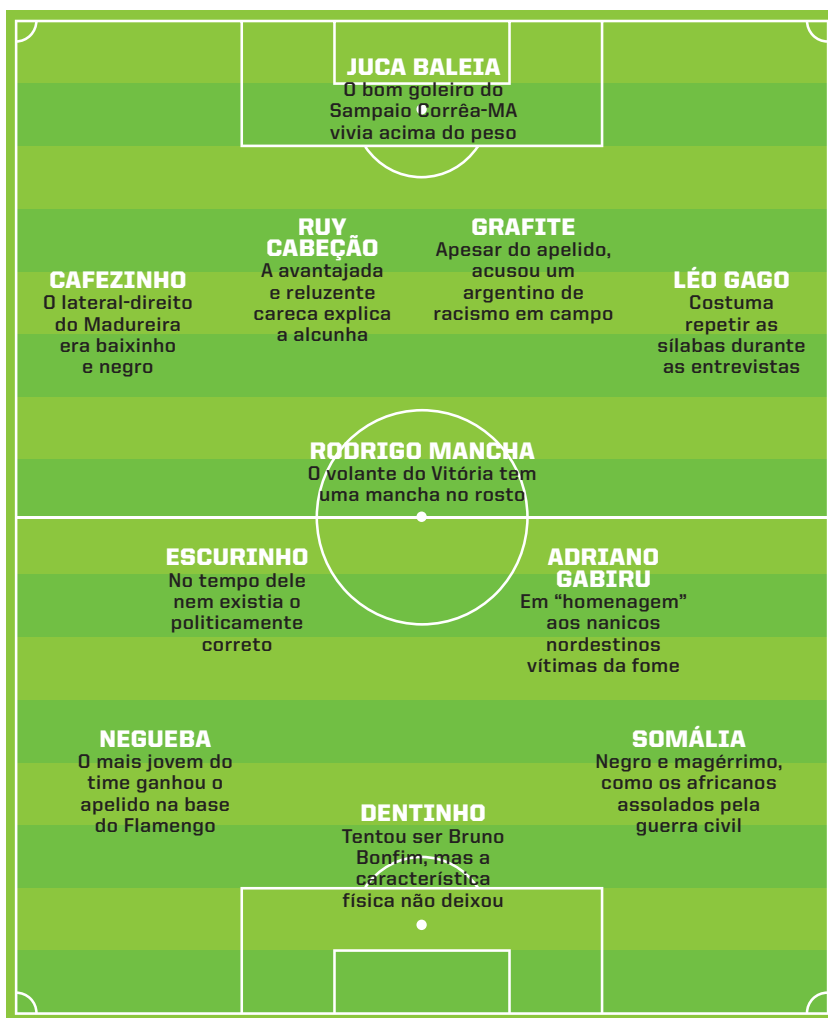 JUCA BALEIA
O bom goleiro do
Sampaio Corrêa-MA
vivia acima do peso
RUY
CABEÇÃO
A avantajada
e reluzente
careca explica
a alcunha
GRAFITE
Apesar do apelido,
acusou um
argentino de
racismo em campo
CAFEZINHO
O lateral-direito
do Madureira
era baixinho
e negro
LÉO GAGO
Costuma
repetir as
sílabas durante
as entrevistas
RODRIGO MANCHA
O volante do Vitória tem
uma mancha no rosto
ESCURINHO
No tempo dele
nem existia o
politicamente
correto
ADRIANO
GABIRU
Em “homenagem”
aos nanicos
nordestinos
vítimas da fome
NEGUEBA
O mais jovem do
time ganhou o
apelido na base
do Flamengo
SOMÁLIA
Negro e magérrimo,
como os africanos
assolados pela
guerra civil
DENTINHO
Tentou ser Bruno
Bonfim, mas a
característica
física não deixou